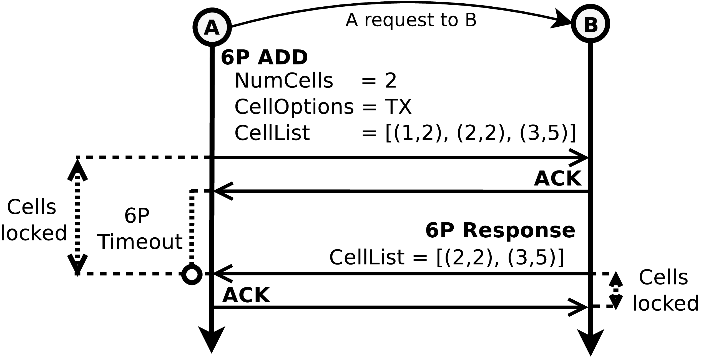 A
A request to B
B
6P ADD
NumCells = 2
CellOptions = TX
CellList = [(1,2), (2,2), (3,5)]
ACK
Cells
locked
6P
Timeout
6P Response
CellList = [(2,2), (3,5)]
ACK
Cells
locked